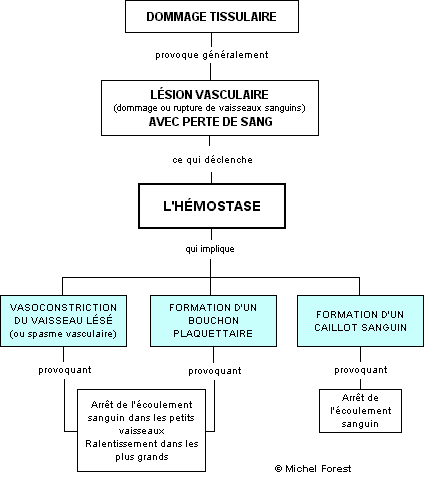 DOMMAGE TISSULAIRE
provoque généralement
LÉSION VASCULAIRE
(dommage ou rupture de vaisseaux sanguins)
AVEC PERTE DE SANG
ce qui déclenche
L'HÉMOSTASE
qui implique
VASOCONSTRICTION
DU VAISSEAU LÉSÉ
(ou spasme vasculaire)
FORMATION D'UN
BOUCHON
PLAQUETTAIRE
FORMATION D'UN
CAILLOT SANGUIN
provoquant
provoquant
provoquant
Arrêt de l'écoulement
sanguin dans les petits
vaisseaux
Ralentissement dans les
plus grands
Arrêt de
l'écoulement
sanguin
© Michel Forest